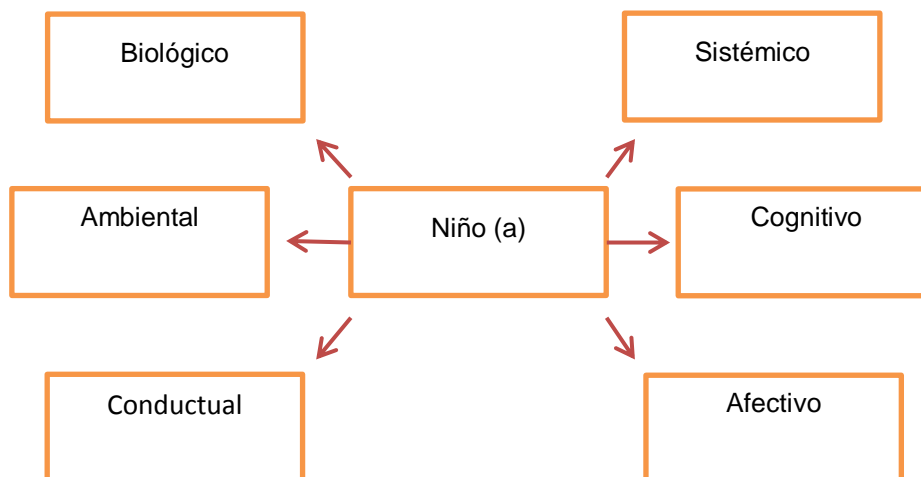 Biológico
Sistémico
Ambiental
Niño (a)
Cognitivo
Conductual
Afectivo